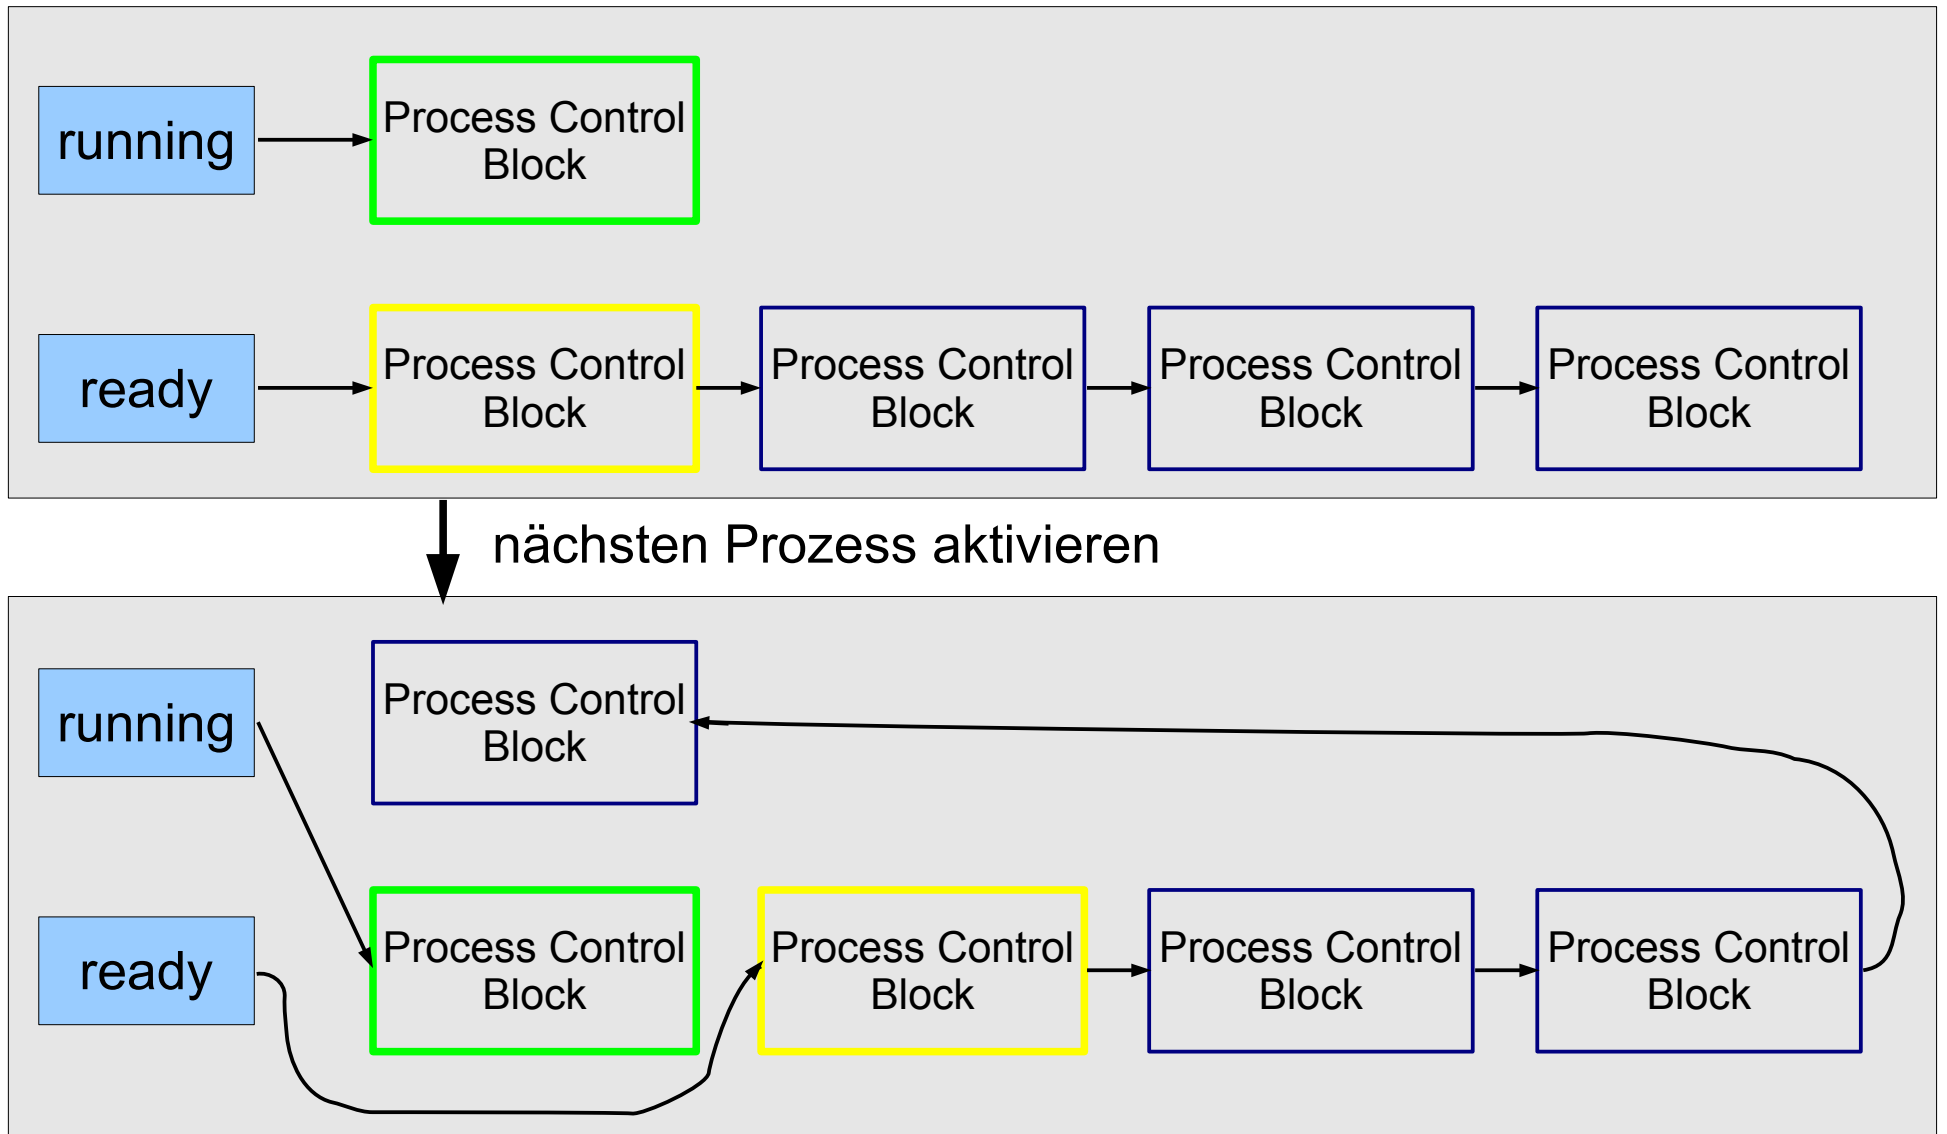 running
Process Control
Block
ready
Process Control
Block
Process Control
Block
Process Control
Block
Process Control
Block
nächsten Prozess aktivieren
running
Process Control
Block
ready
Process Control
Block
Process Control
Block
Process Control
Block
Process Control
Block